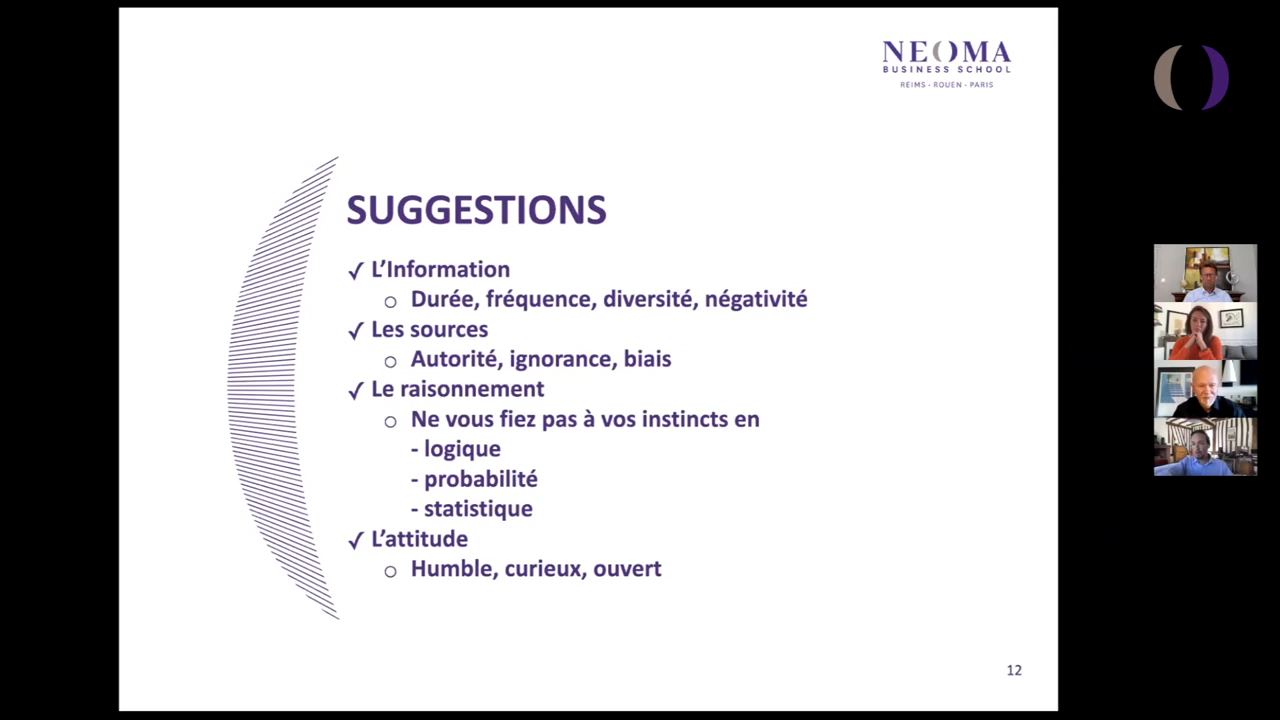 NEOMA
BUSINESS SCHOOL
REIMS - ROUEN - PARIS
SUGGESTIONS
✓ L’Information
o Durée, fréquence, diversité, négativité
✓ Les sources
o Autorité, ignorance, biais
✓ Le raisonnement
o Ne vous fiez pas à vos instincts en
- logique
- probabilité
- statistique
✓ L’attitude
o Humble, curieux, ouvert
12